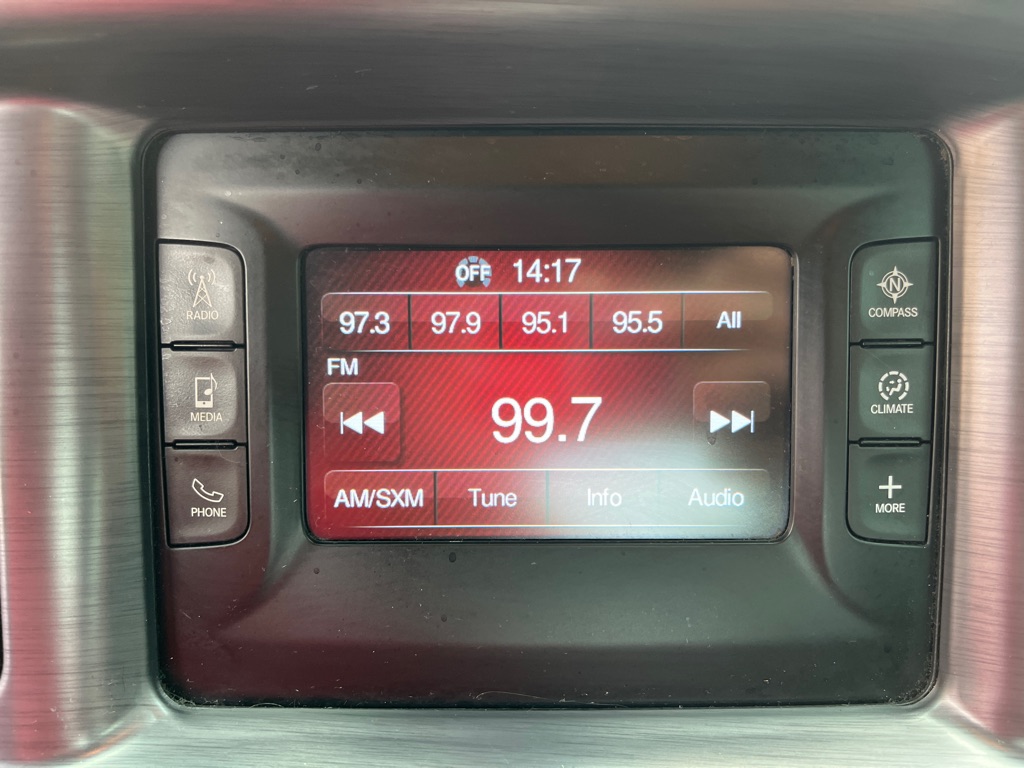 OFF 14:17
97.3 97.9 95.1 95.5 All
FM
99.7
AM/SXM Tune Info Audio
RADIO
MEDIA
PHONE
N
COMPASS
CLIMATE
MORE